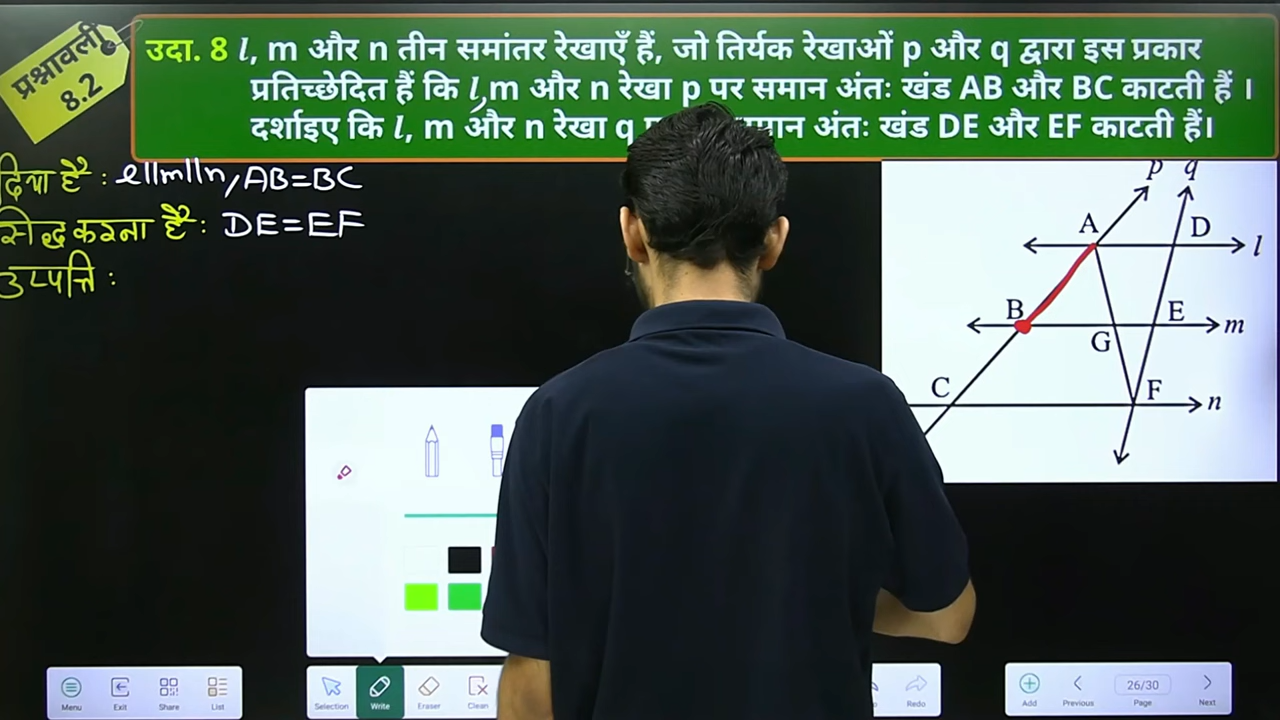 प्रश्नावली
8.2
उदा. 8 l, m और n तीन समांतर रेखाएँ हैं, जो तिर्यक रेखाओं p और q द्वारा इस प्रकार
प्रतिच्छेदित हैं कि l, m और n रेखा p पर समान अंतः खंड AB और BC काटती हैं ।
दर्शाइए कि l, m और n रेखा q समान अंतः खंड DE और EF काटती हैं।
दिया है : l||m||n, AB=BC
सिद्ध करना है : DE=EF
उपपत्ति :
p q
A D l
B E m
G
C F n
Menu Exit Share List
Selection Write Eraser Clean
Redo
Add Previous 26/30 Page Next